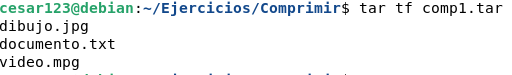 cesar123@debian:~/Ejercicios/Comprimir$ tar tf comp1.tar
dibujo.jpg
documento.txt
video.mpg